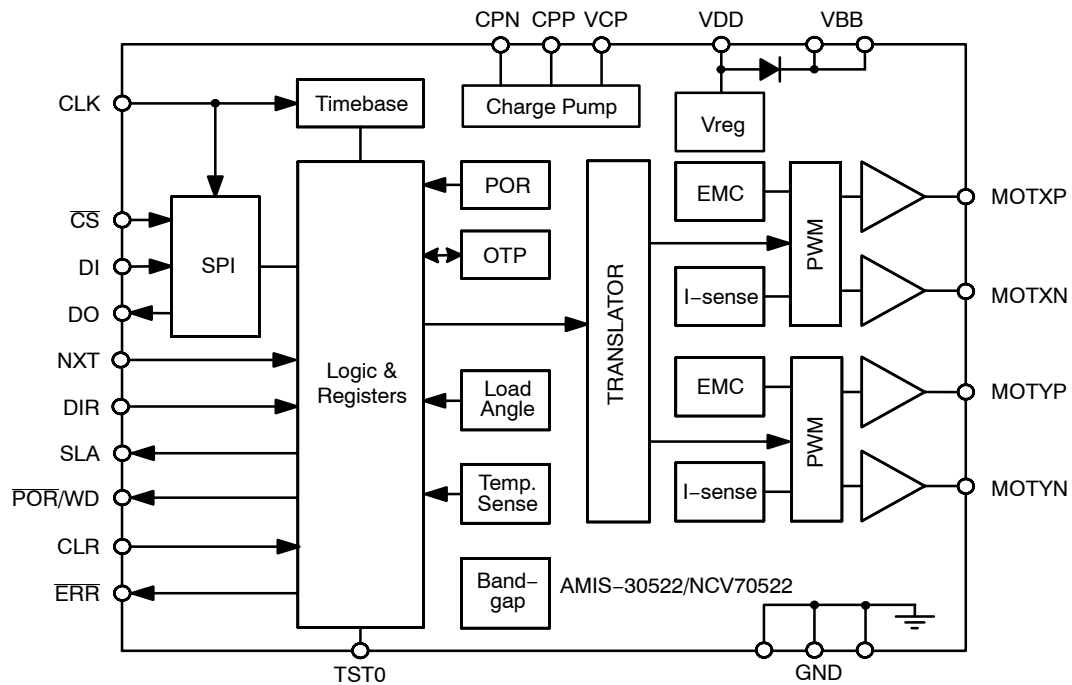 CPN CPP VCP VDD VBB
CLK
Timebase
Charge Pump
Vreg
POR
EMC
MOTXP
CS
DI
DO
SPI
OTP
TRANSLATOR
PWM
I−sense
MOTXN
NXT
DIR
SLA
POR/WD
CLR
ERR
Logic &
Registers
Load
Angle
EMC
PWM
MOTYP
Temp.
Sense
I−sense
MOTYN
Band−
gap
AMIS−30522/NCV70522
TST0
GND